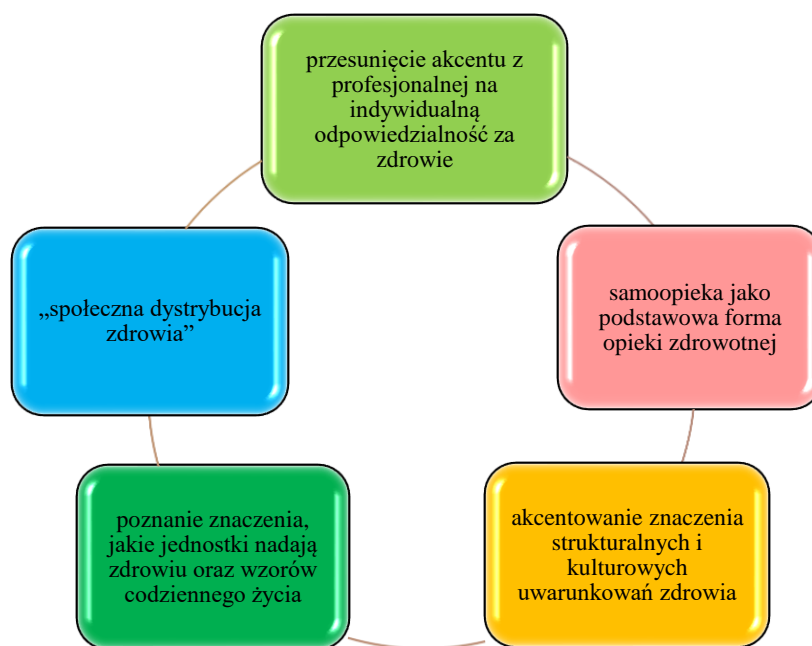 przesunięcie akcentu z
profesjonalnej na
indywidualną
odpowiedzialność za
zdrowie
samoopieka jako
podstawowa forma
opieki zdrowotnej
akcentowanie znaczenia
strukturalnych i
kulturowych
uwarunkowań zdrowia
poznanie znaczenia,
jakie jednostki nadają
zdrowiu oraz wzorów
codziennego życia
„społeczna dystrybucja
zdrowia”